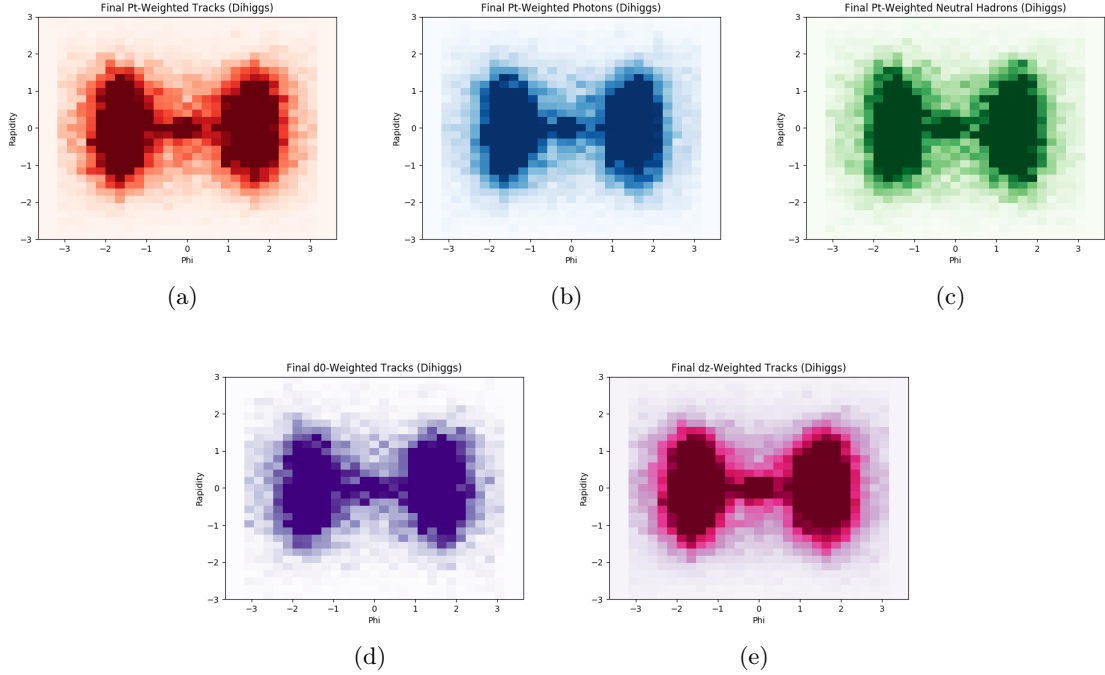 Final Pt-Weighted Tracks (Dihiggs)
3
2
1
0
−1
−2
−3
Rapidity
−3 −2 −1 0 1 2 3
Phi
(a)
Final Pt-Weighted Photons (Dihiggs)
3
2
1
0
−1
−2
−3
Rapidity
−3 −2 −1 0 1 2 3
Phi
(b)
Final Pt-Weighted Neutral Hadrons (Dihiggs)
3
2
1
0
−1
−2
−3
Rapidity
−3 −2 −1 0 1 2 3
Phi
(c)
Final d0-Weighted Tracks (Dihiggs)
3
2
1
0
−1
−2
−3
Rapidity
−3 −2 −1 0 1 2 3
Phi
(d)
Final dz-Weighted Tracks (Dihiggs)
3
2
1
0
−1
−2
−3
Rapidity
−3 −2 −1 0 1 2 3
Phi
(e)